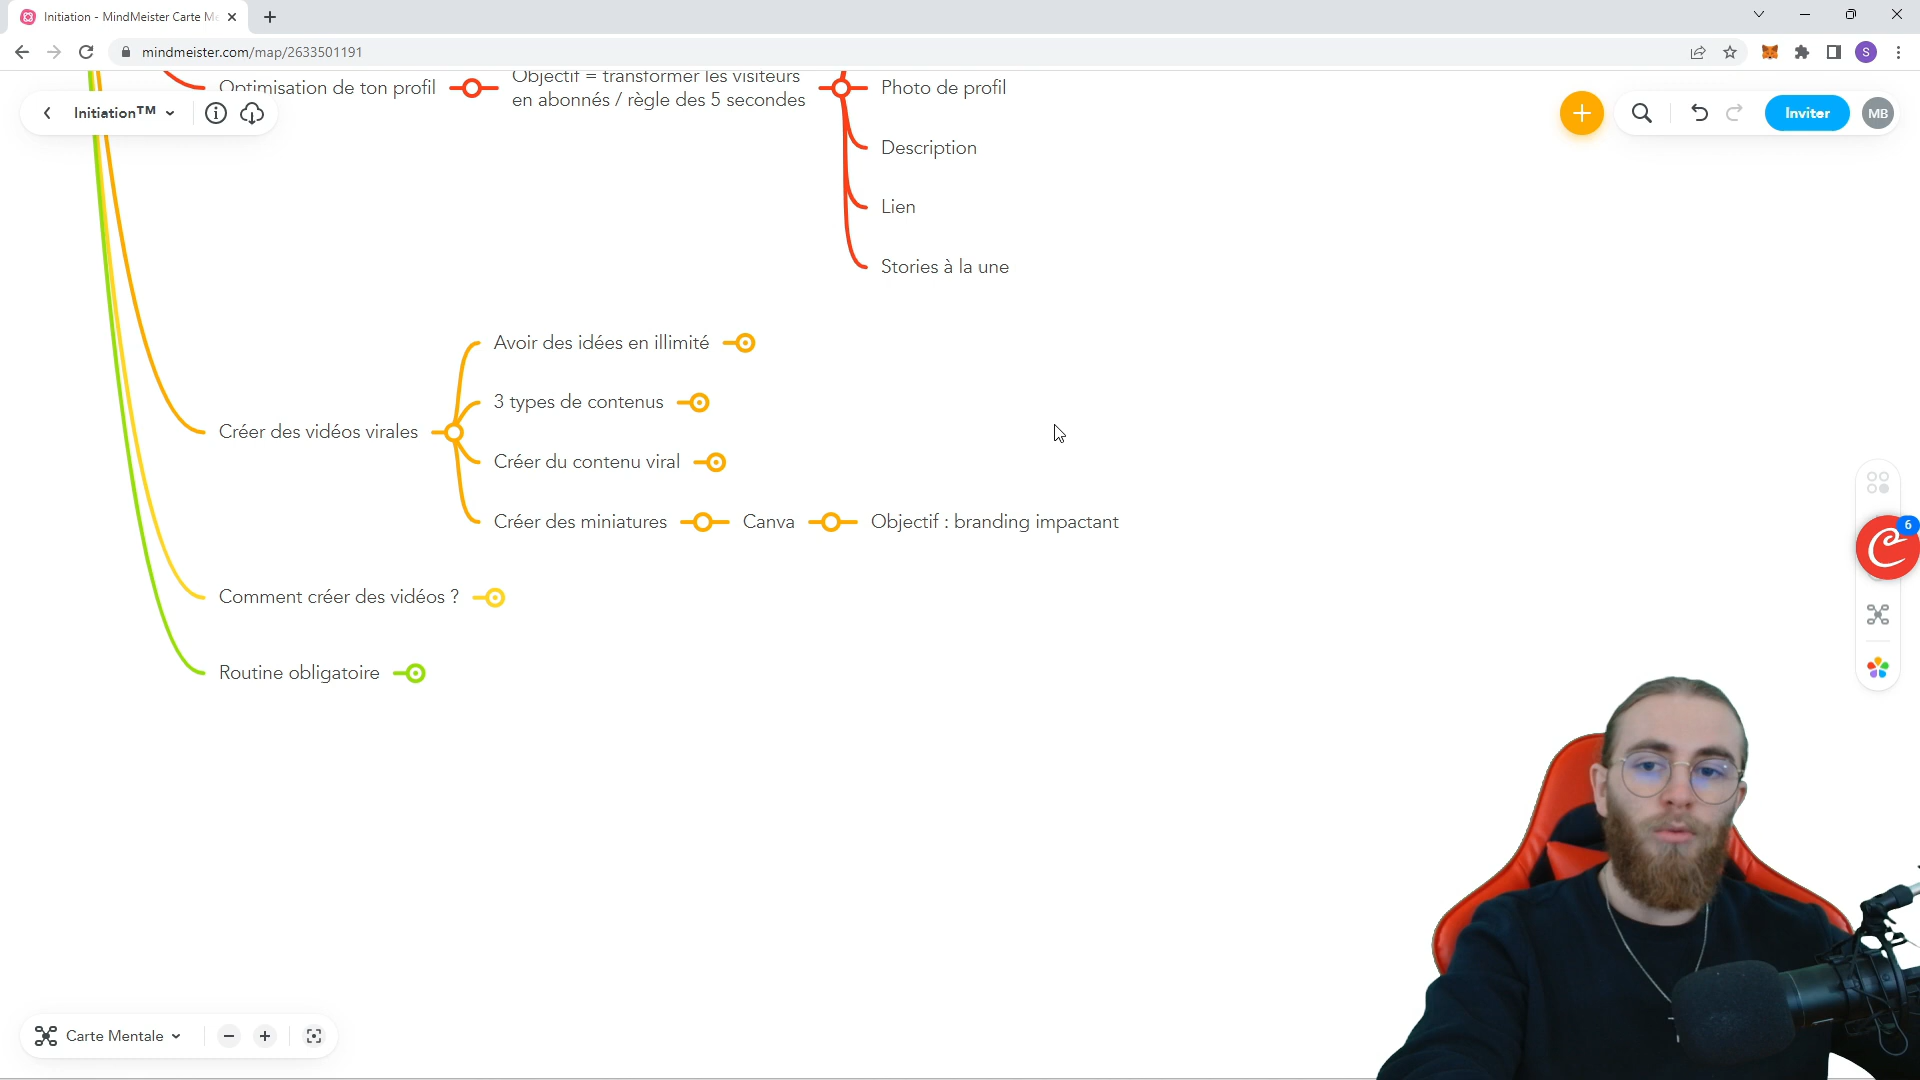 Initiation - MindMeister Carte Me
mindmeister.com/map/2633501191
S
Optimisation de ton profil
Objectif = transformer les visiteurs
en abonnés / règle des 5 secondes
Photo de profil
Initiation™
Inviter
MB
Description
Lien
Stories à la une
Avoir des idées en illimité
3 types de contenus
Créer des vidéos virales
Créer du contenu viral
Créer des miniatures
Canva
Objectif : branding impactant
6
Comment créer des vidéos ?
Routine obligatoire
Carte Mentale